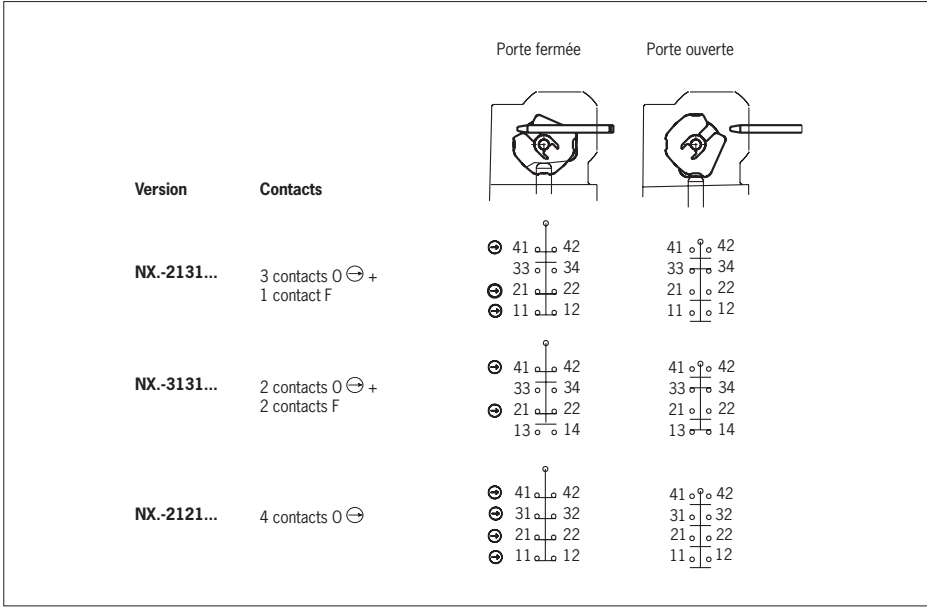 Porte fermée Porte ouverte
Version Contacts
NX.-2131... 3 contacts O +
1 contact F
41 42 41 42
33 34 33 34
21 22 21 22
11 12 11 12
NX.-3131... 2 contacts O +
2 contacts F
41 42 41 42
33 34 33 34
21 22 21 22
13 14 13 14
NX.-2121... 4 contacts O
41 42 41 42
31 32 31 32
21 22 21 22
11 12 11 12